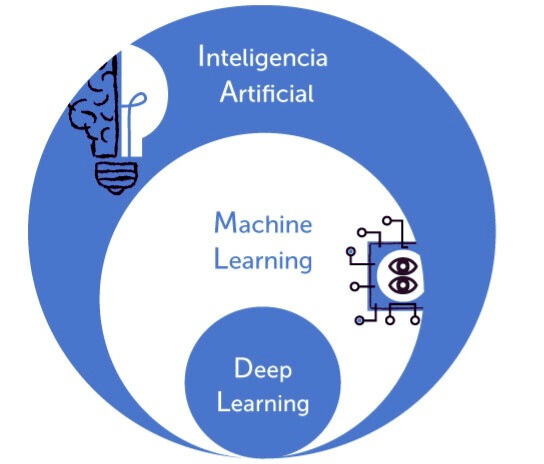 Inteligencia
Artificial
Machine
Learning
Deep
Learning